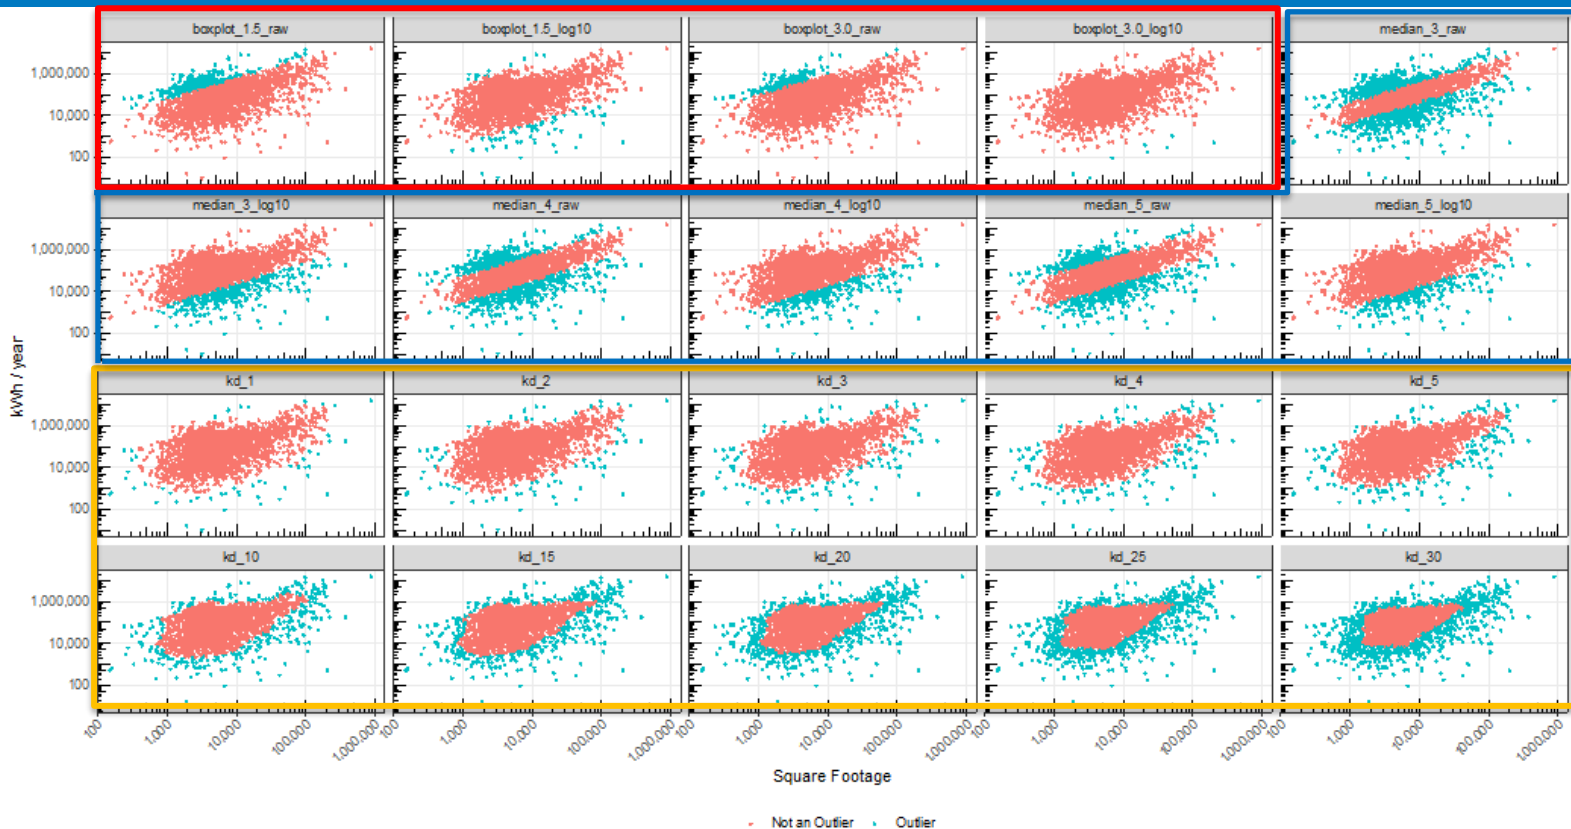 boxplot_1.5_raw boxplot_1.5_log10 boxplot_3.0_raw boxplot_3.0_log10 median_3_raw
1,000,000
10,000
100
median_3_log10 median_4_raw median_4_log10 median_5_raw median_5_log10
1,000,000
10,000
100
kWh / year
kd_1 kd_2 kd_3 kd_4 kd_5
1,000,000
10,000
100
kd_10 kd_15 kd_20 kd_25 kd_30
1,000,000
10,000
100
100 1,000 10,000 100,000 1,000,000 100 1,000 10,000 100,000 1,000,000 100 1,000 10,000 100,000 1,000,000 100 1,000 10,000 100,000 1,000,000 100 1,000 10,000 100,000 1,000,000
Square Footage
Not an Outlier Outlier